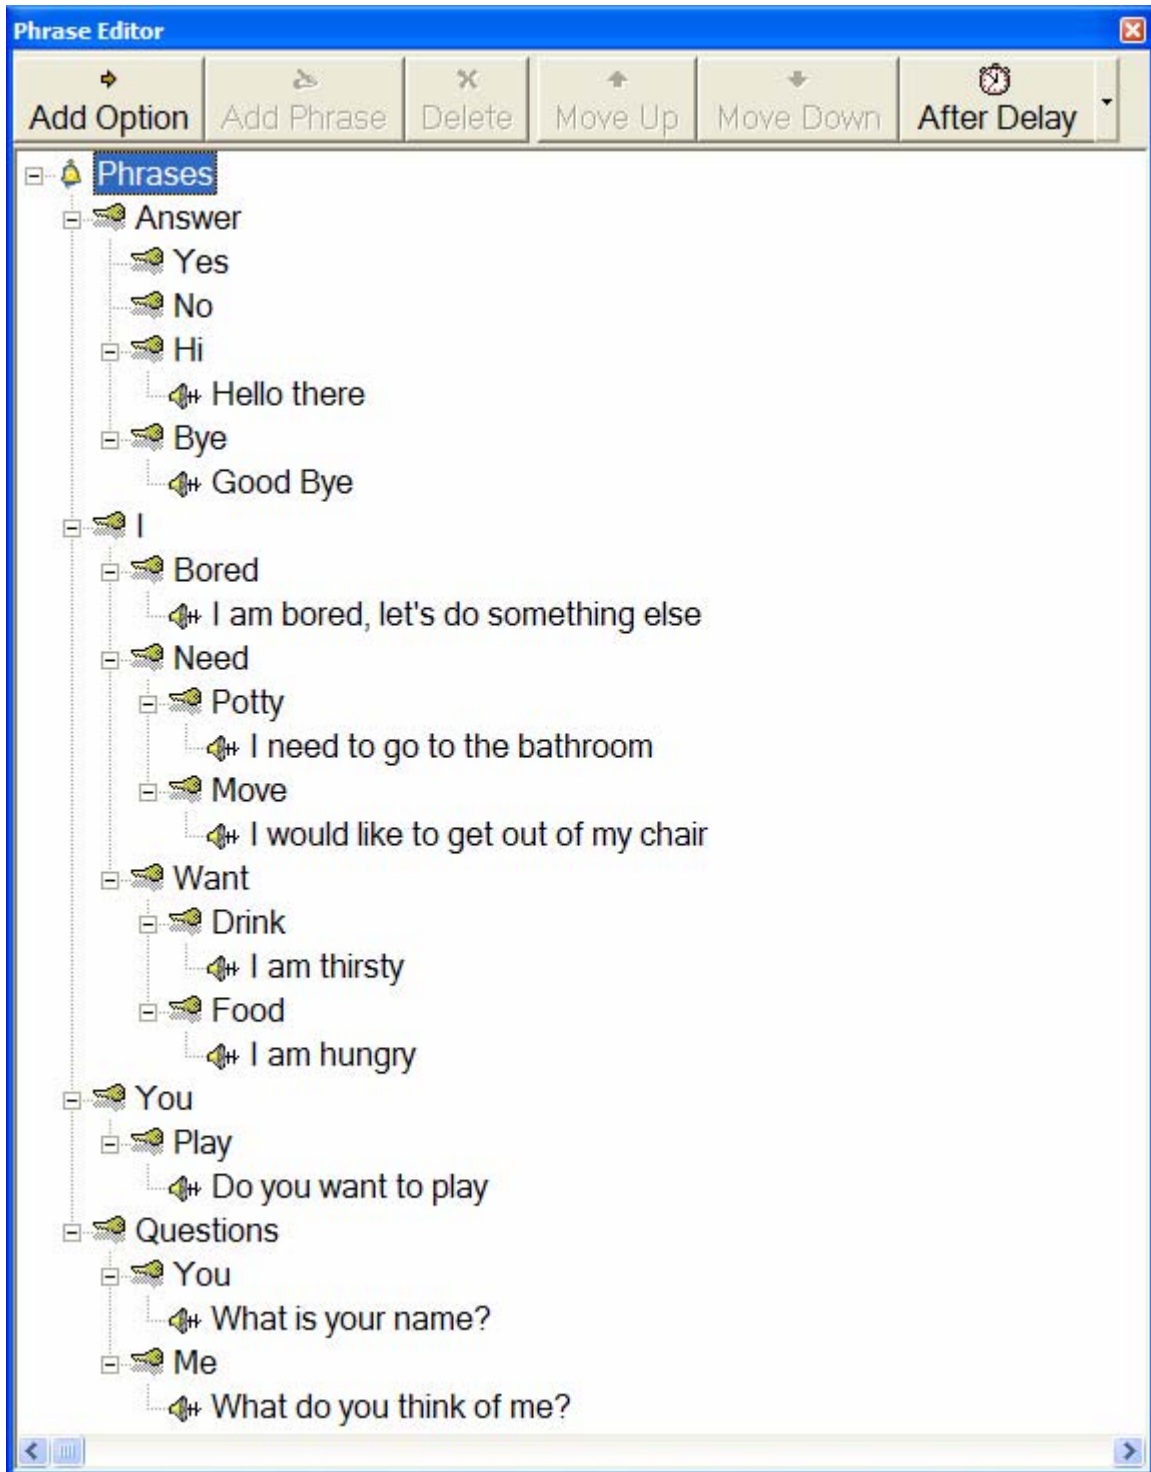 Phrase Editor
Add Option Add Phrase Delete Move Up Move Down After Delay
Phrases
Answer
Yes
No
Hi
Hello there
Bye
Good Bye
I
Bored
I am bored, let's do something else
Need
Potty
I need to go to the bathroom
Move
I would like to get out of my chair
Want
Drink
I am thirsty
Food
I am hungry
You
Play
Do you want to play
Questions
You
What is your name?
Me
What do you think of me?